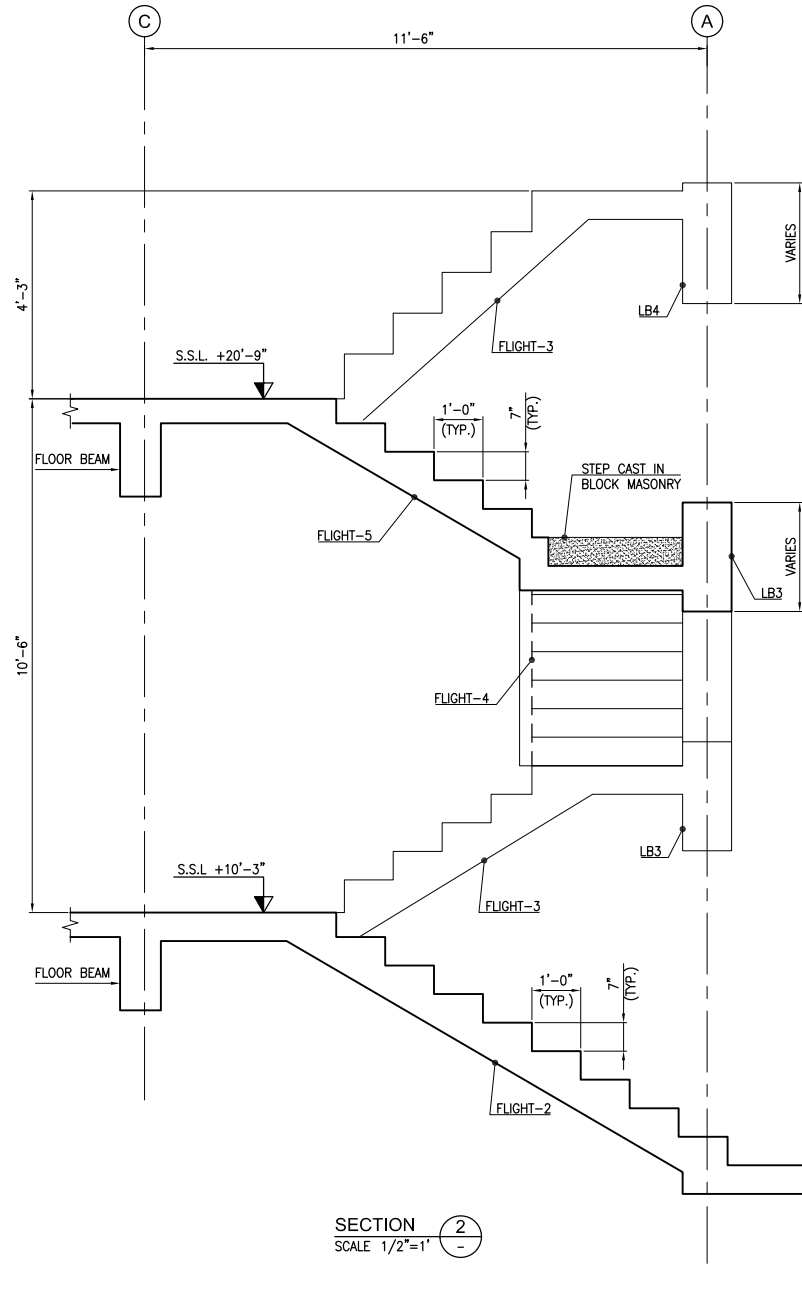 C
A
11'-6"
4'-3"
VARIES
LB4
FLIGHT-3
S.S.L. +20'-9"
1'-0"
(TYP.)
7"
(TYP.)
FLOOR BEAM
STEP CAST IN
BLOCK MASONRY
FLIGHT-5
VARIES
LB3
10'-6"
FLIGHT-4
LB3
S.S.L +10'-3"
FLIGHT-3
FLOOR BEAM
1'-0"
(TYP.)
7"
(TYP.)
FLIGHT-2
SECTION
2
SCALE 1/2"=1'
-